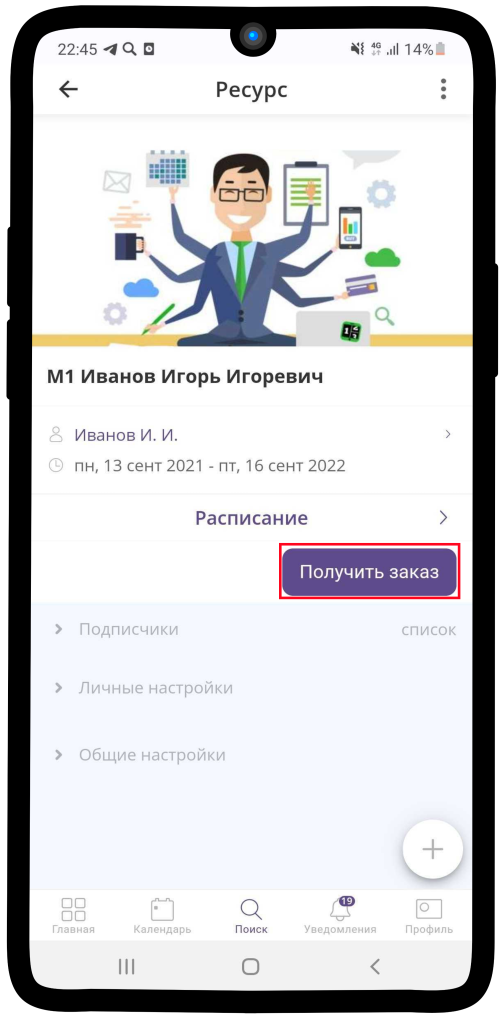 22:45 4G 14%
Ресурс
М1 Иванов Игорь Игоревич
Иванов И. И.
пн, 13 сент 2021 - пт, 16 сент 2022
Расписание
Получить заказ
Подписчики список
Личные настройки
Общие настройки
19
Главная Календарь Поиск Уведомления Профиль